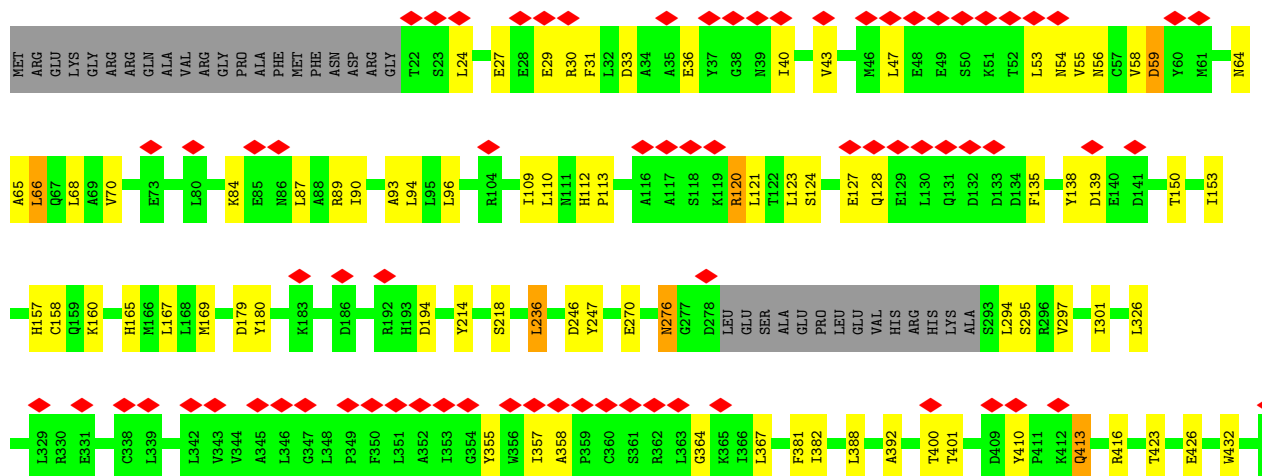 MET ARG GLU LYS GLY ARG ARG GLN ALA VAL ARG GLY PRO ALA PHE MET PHE ASN ASP ARG GLY T22 S23 L24 E27 E28 E29 R30 F31 L32 D33 A34 A35 E36 Y37 G38 N39 I40 V43 M46 L47 E48 E49 S50 K51 T52 L53 N54 V55 N56 C57 V58 D59 Y60 M61 N64
A65 L66 Q67 L68 A69 V70 E73 L80 K84 E85 N86 L87 A88 R89 I90 A93 L94 L95 L96 R104 I109 L110 N111 H112 P113 A116 A117 S118 K119 R120 L121 T122 L123 S124 E127 Q128 E129 L130 Q131 D132 D133 D134 F135 Y138 D139 E140 D141 T150 I153
H157 C158 Q159 K160 H165 M166 L167 L168 M169 D179 Y180 K183 D186 R192 H193 D194 Y214 S218 L236 D246 Y247 E270 N276 G277 D278 LEU GLU SER ALA GLU PRO LEU GLU VAL HIS ARG HIS LYS ALA S293 L294 S295 R296 V297 I301 L326
L329 R330 E331 C338 L339 L342 V343 V344 A345 L346 G347 L348 P349 F350 L351 A352 I353 G354 Y355 W356 I357 A358 P359 C360 S361 R362 L363 G364 K365 I366 L367 F381 I382 L388 A392 T400 T401 D409 Y410 P411 K412 Q413 R416 T423 E426 W432